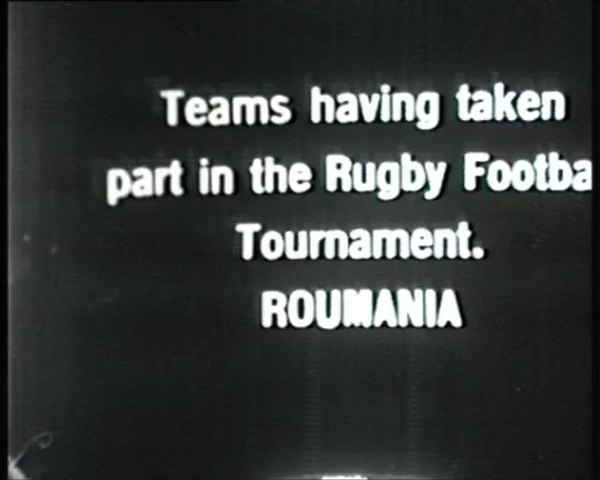 Teams having taken
part in the Rugby Footba
Tournament.
ROUMANIA